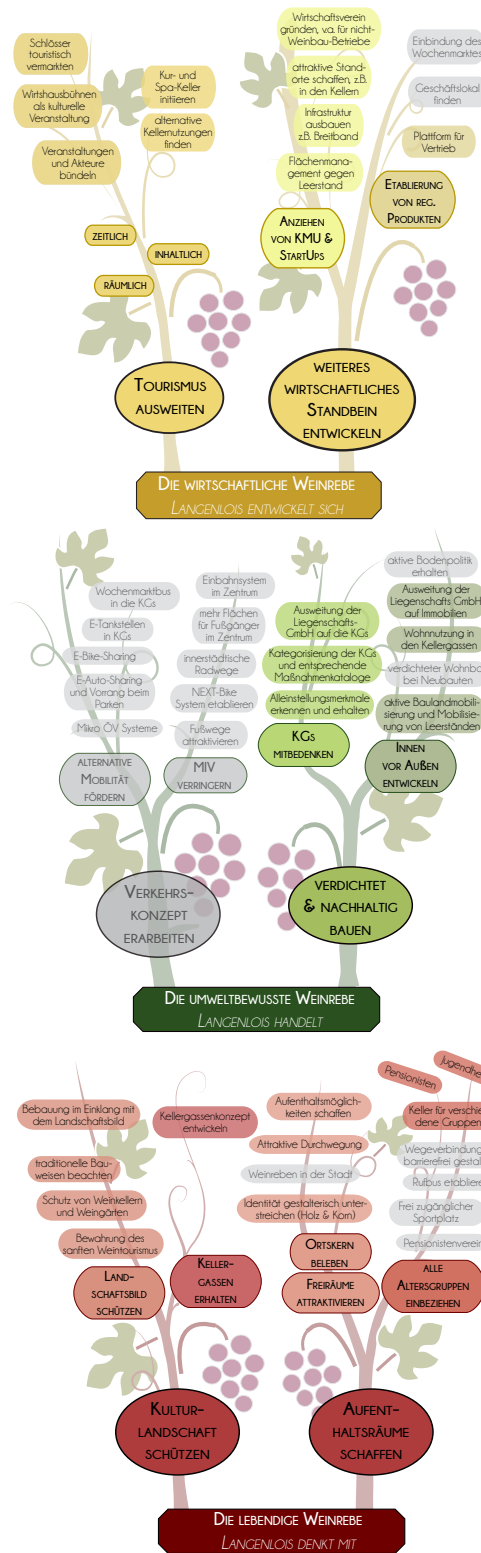 Schlösser
touristisch
vermarkten
Wirtshausbühnen
als kulturelle
Veranstaltung
Veranstaltungen
und Akteure
bündeln
Kur- und
Spa-Keller
initiieren
alternative
Kellernutzungen
finden
ZEITLICH
INHALTLICH
RÄUMLICH
TOURISMUS
AUSWEITEN
Wirtschaftsverein
gründen, v.a. für nicht-
Weinbau-Betriebe
attraktive Stand-
orte schaffen, z.B.
in den Kellern
Infrastruktur
ausbauen
z.B. Breitband
Flächenmana-
gement gegen
Leerstand
ANZIEHEN
VON KMU &
STARTUPS
Einbindung des
Wochenmarktes
Geschäftslokal
finden
Plattform für
Vertrieb
ETABLIERUNG
VON REG.
PRODUKTEN
WEITERES
WIRTSCHAFTLICHES
STANDBEIN
ENTWICKELN
DIE WIRTSCHAFTLICHE WEINREBE
LANGENLOIS ENTWICKELT SICH
Wochenmarktbus
in die KGs
E-Tankstellen
in KGs
E-Bike-Sharing
E-Auto-Sharing
und Vorrang beim
Parken
Mikro ÖV Systeme
ALTERNATIVE
MOBILITÄT
FÖRDERN
Einbahnsystem
im Zentrum
mehr Flächen
für Fußgänger
im Zentrum
innerstädtische
Radwege
NEXT-Bike
System etablieren
Fußwege
attraktivieren
MIV
VERRINGERN
VERKEHRS-
KONZEPT
ERARBEITEN
Ausweitung der
Liegenschafts-
GmbH auf die KGs
Kategorisierung der KGs
und entsprechende
Maßnahmenkataloge
Alleinstellungsmerkmale
erkennen und erhalten
KGS
MITBEDENKEN
aktive Bodenpolitik
erhalten
Ausweitung der
Liegenschafts GmbH
auf Immobilien
Wohnnutzung in
den Kellergassen
verdichteter Wohnba
bei Neubauten
aktive Baulandmobili-
sierung und Mobilisie-
rung von Leerständen
INNEN
VOR AUßEN
ENTWICKELN
VERDICHTET
& NACHHALTIG
BAUEN
DIE UMWELTBEWUSSTE WEINREBE
LANGENLOIS HANDELT
Bebauung im Einklang mit
dem Landschaftsbild
traditionelle Bau-
weisen beachten
Schutz von Weinkellern
und Weingärten
Bewahrung des
sanften Weintourismus
LAND-
SCHAFTSBILD
SCHÜTZEN
Kellergassenkonzept
entwickeln
KELLER-
GASSEN
ERHALTEN
KULTUR-
LANDSCHAFT
SCHÜTZEN
Aufenthaltsmöglich-
keiten schaffen
Attraktive Durchwegung
Weinreben in der Stadt
Identität gestalterisch unter-
streichen (Holz & Korn)
ORTSKERN
BELEBEN
FREIRÄUME
ATTRAKTIVIEREN
Pensionisten
Jugendhe
Keller für verschie
dene Gruppen
Wegeverbindung
barrierefrei gestal
Rufbus etabliere
Frei zugänglicher
Sportplatz
Pensionistenverein
ALLE
ALTERSGRUPPEN
EINBEZIEHEN
AUFENT-
HALTSRÄUME
SCHAFFEN
DIE LEBENDIGE WEINREBE
LANGENLOIS DENKT MIT